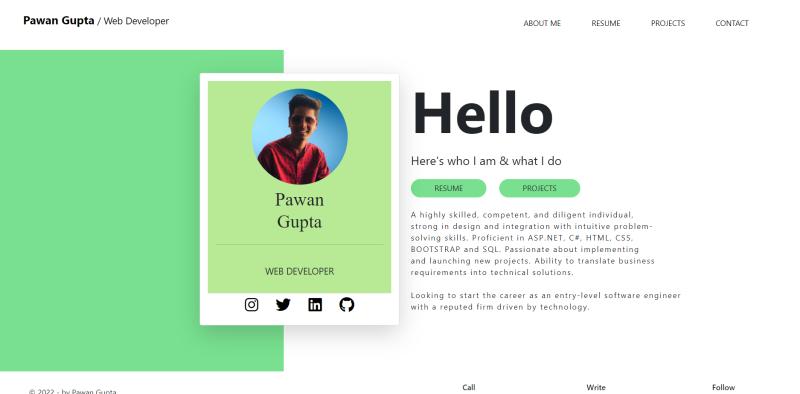 Pawan Gupta / Web Developer
ABOUT ME
RESUME
PROJECTS
CONTACT
Pawan
Gupta
WEB DEVELOPER
Hello
Here's who I am & what I do
RESUME
PROJECTS
A highly skilled, competent, and diligent individual,
strong in design and integration with intuitive problem-
solving skills. Proficient in ASP.NET, C#, HTML, CSS,
BOOTSTRAP and SQL. Passionate about implementing
and launching new projects. Ability to translate business
requirements into technical solutions.
Looking to start the career as an entry-level software engineer
with a reputed firm driven by technology.
© 2022 - by Pawan Gupta
Call
Write
Follow